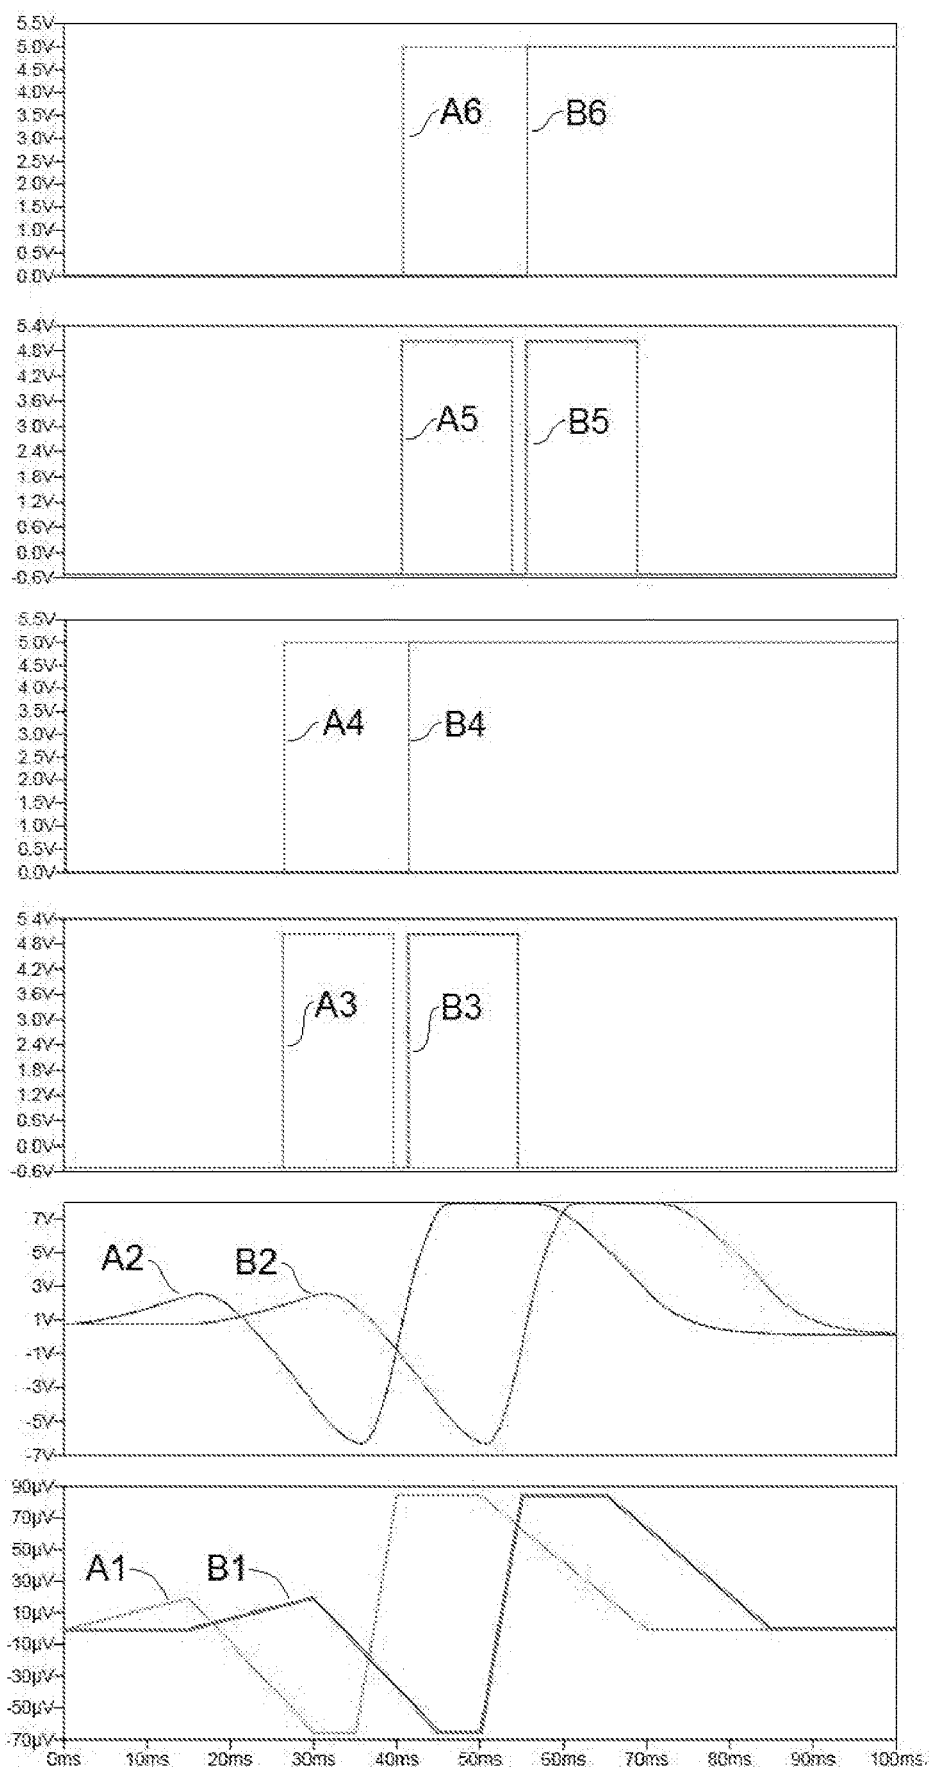 5.5V
5.0V
4.5V
4.0V
3.5V
3.0V
2.5V
2.0V
1.5V
1.0V
0.5V
0.0V
A6
B6
5.4V
4.8V
4.2V
3.6V
3.0V
2.4V
1.8V
1.2V
0.6V
0.0V
-0.6V
A5
B5
5.5V
5.0V
4.5V
4.0V
3.5V
3.0V
2.5V
2.0V
1.5V
1.0V
0.5V
0.0V
A4
B4
5.4V
4.8V
4.2V
3.6V
3.0V
2.4V
1.8V
1.2V
0.6V
0.0V
-0.6V
A3
B3
7V
5V
3V
1V
-1V
-3V
-5V
-7V
A2
B2
90µV
70µV
50µV
30µV
10µV
-10µV
-30µV
-50µV
-70µV
A1
B1
0ms 10ms 20ms 30ms 40ms 50ms 60ms 70ms 80ms 90ms 100ms